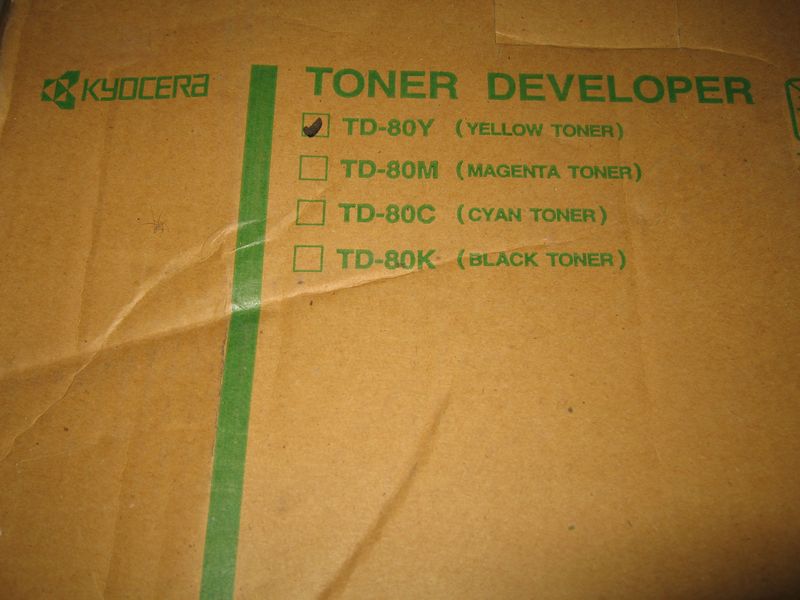 KYOCERA
TONER DEVELOPER
TD-80Y (YELLOW TONER)
TD-80M (MAGENTA TONER)
TD-80C (CYAN TONER)
TD-80K (BLACK TONER)